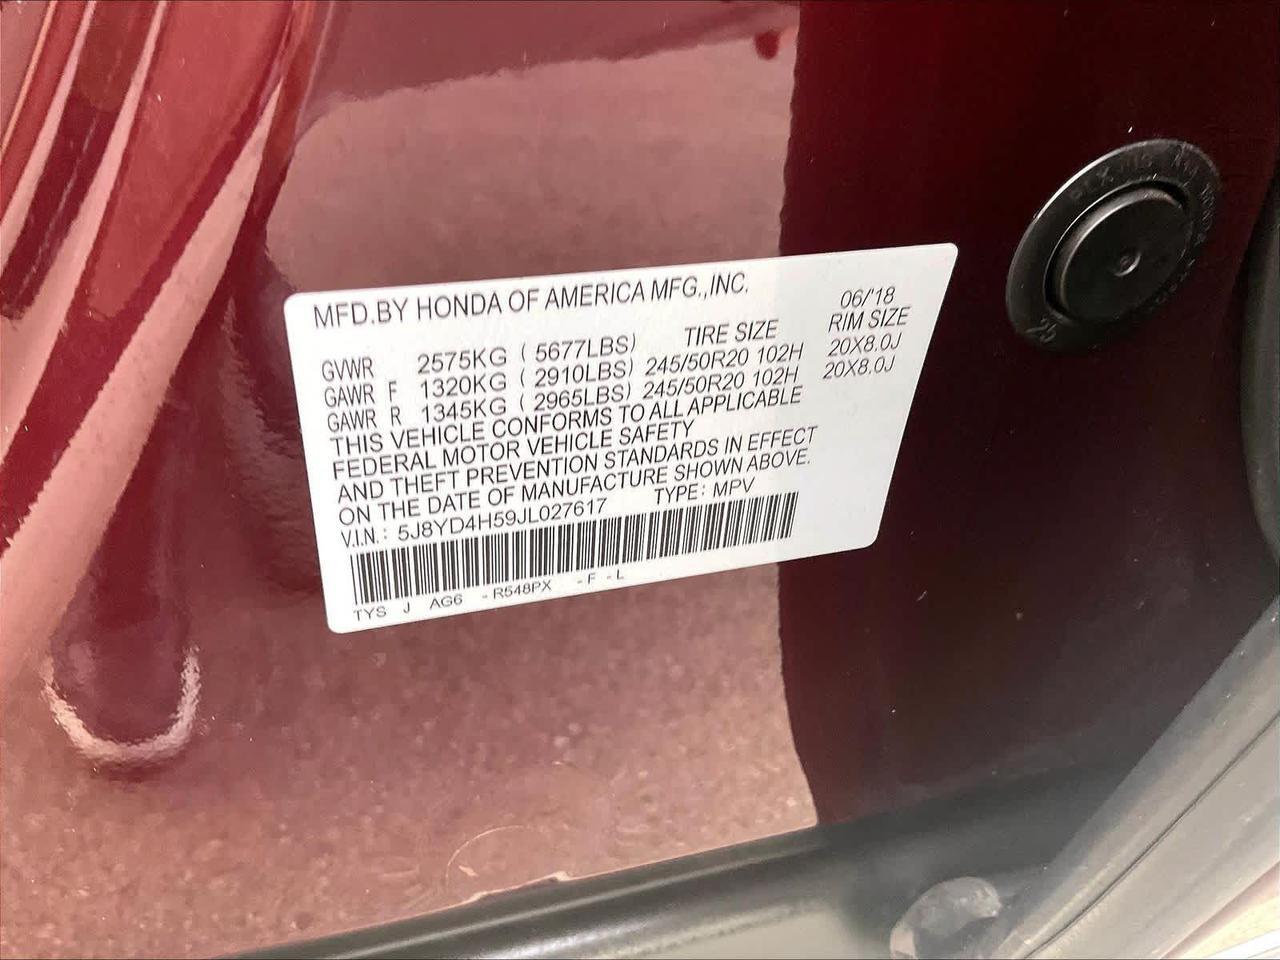 MFD.BY HONDA OF AMERICA MFG.,INC. 06/'18
TIRE SIZE RIM SIZE
GVWR 2575KG ( 5677LBS)
GAWR F 1320KG ( 2910LBS) 245/50R20 102H 20X8.0J
GAWR R 1345KG ( 2965LBS) 245/50R20 102H 20X8.0J
THIS VEHICLE CONFORMS TO ALL APPLICABLE
FEDERAL MOTOR VEHICLE SAFETY
AND THEFT PREVENTION STANDARDS IN EFFECT
ON THE DATE OF MANUFACTURE SHOWN ABOVE.
V.I.N.: 5J8YD4H59JL027617 TYPE: MPV
TYS J AG6 -R548PX -F -L
25